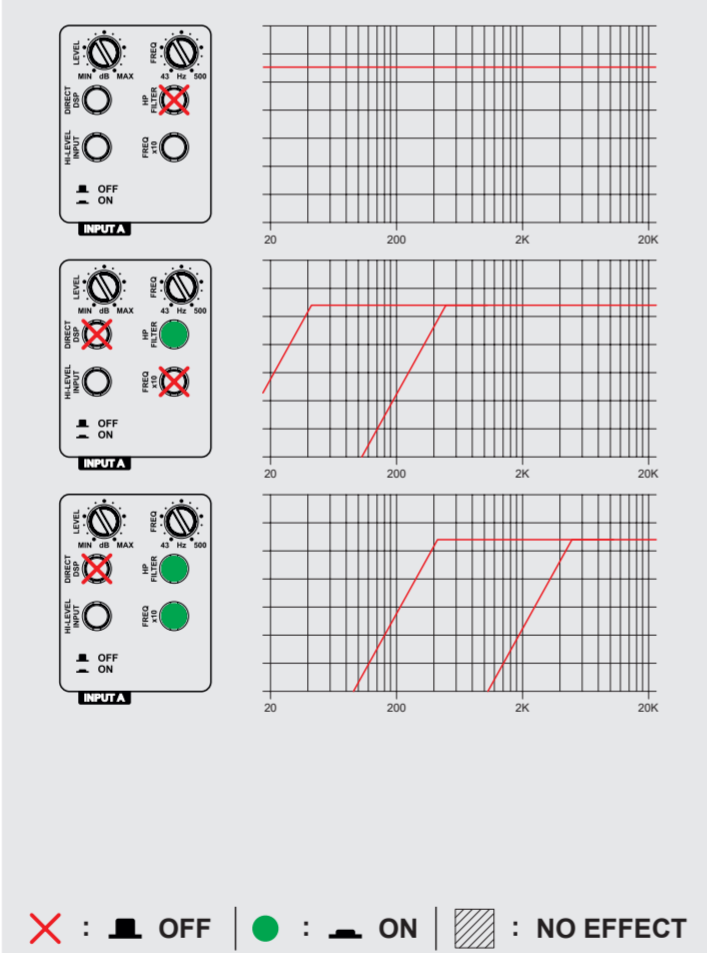 LEVEL
FREQ
MIN dB MAX
43 Hz 500
DIRECT
DSP
HP
FILTER
HI-LEVEL
INPUT
FREQ
x10
OFF
ON
INPUT A
20 200 2K 20K
LEVEL
FREQ
MIN dB MAX
43 Hz 500
DIRECT
DSP
HP
FILTER
HI-LEVEL
INPUT
FREQ
x10
OFF
ON
INPUT A
20 200 2K 20K
LEVEL
FREQ
MIN dB MAX
43 Hz 500
DIRECT
DSP
HP
FILTER
HI-LEVEL
INPUT
FREQ
x10
OFF
ON
INPUT A
20 200 2K 20K
: OFF : ON : NO EFFECT